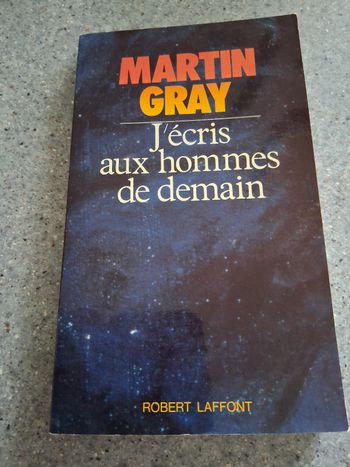 MARTIN
GRAY
J'écris
aux hommes
de demain
ROBERT LAFFONT